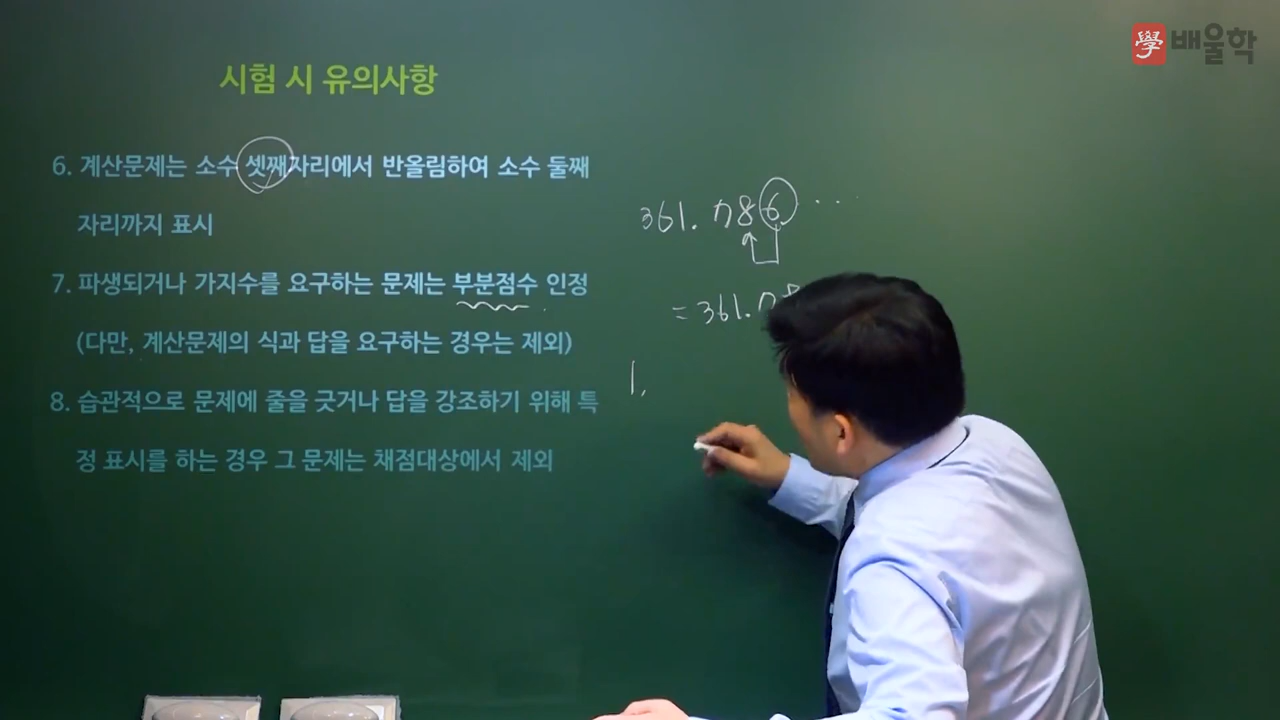 學 배울학
시험 시 유의사항
6. 계산문제는 소수 셋째자리에서 반올림하여 소수 둘째
자리까지 표시
7. 파생되거나 가지수를 요구하는 문제는 부분점수 인정
(다만, 계산문제의 식과 답을 요구하는 경우는 제외)
8. 습관적으로 문제에 줄을 긋거나 답을 강조하기 위해 특
정 표시를 하는 경우 그 문제는 채점대상에서 제외
361.786...
= 361.7
1.